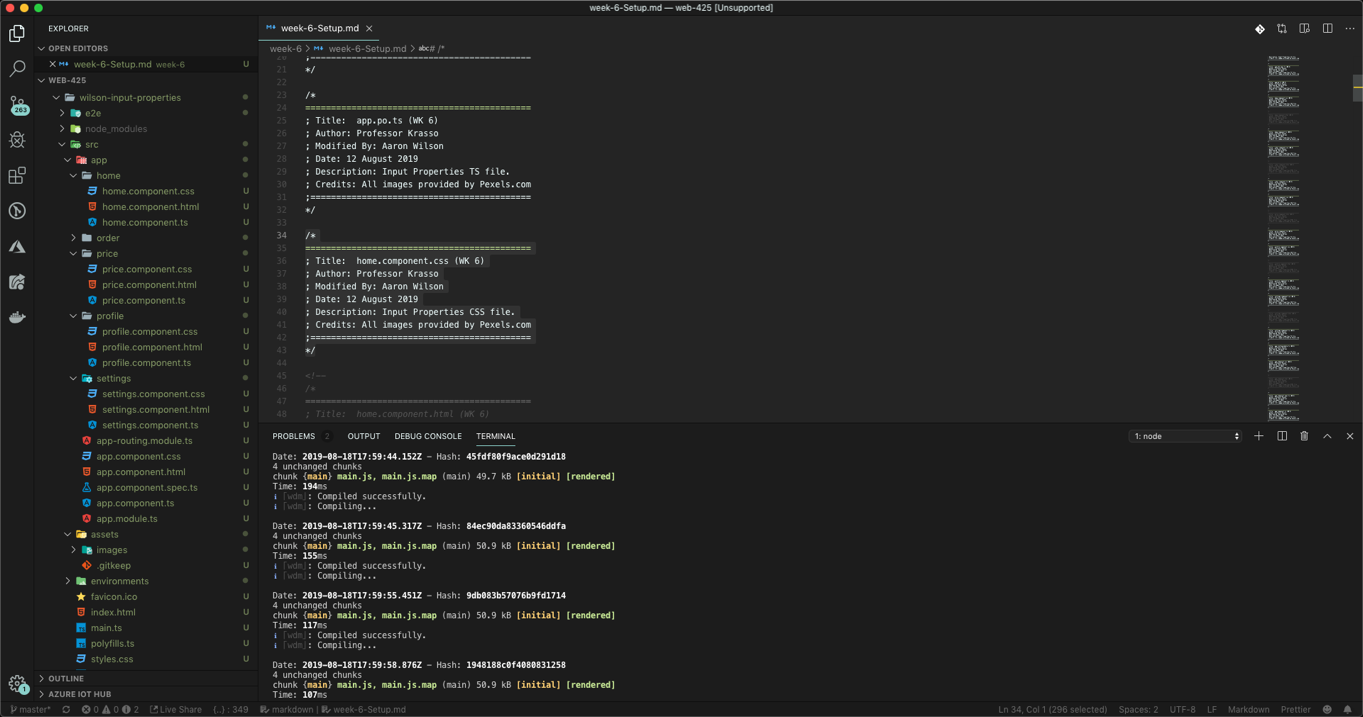 week-6-Setup.md — web-425 [Unsupported]
EXPLORER
OPEN EDITORS
week-6-Setup.md week-6 U
WEB-425
wilson-input-properties
e2e
node_modules
src
app
home
home.component.css U
home.component.html U
home.component.ts U
order
price
price.component.css U
price.component.html U
price.component.ts U
profile
profile.component.css U
profile.component.html U
profile.component.ts U
settings
settings.component.css U
settings.component.html U
settings.component.ts U
app-routing.module.ts U
app.component.css U
app.component.html U
app.component.spec.ts U
app.component.ts U
app.module.ts U
assets
images
.gitkeep U
environments
favicon.ico U
index.html U
main.ts U
polyfills.ts U
styles.css U
OUTLINE
AZURE IOT HUB
263
1
week-6-Setup.md
week-6 > week-6-Setup.md > abc# /*
20 ;============================================
21 */
22
23 /*
24 ============================================
25 ; Title:  app.po.ts (WK 6)
26 ; Author: Professor Krasso
27 ; Modified By: Aaron Wilson
28 ; Date: 12 August 2019
29 ; Description: Input Properties TS file.
30 ; Credits: All images provided by Pexels.com
31 ;============================================
32 */
33
34 /*
35 ============================================
36 ; Title:  home.component.css (WK 6)
37 ; Author: Professor Krasso
38 ; Modified By: Aaron Wilson
39 ; Date: 12 August 2019
40 ; Description: Input Properties CSS file.
41 ; Credits: All images provided by Pexels.com
42 ;============================================
43 */
44
45 <!--
46 /*
47 ============================================
48 ; Title:  home.component.html (WK 6)
PROBLEMS 2 OUTPUT DEBUG CONSOLE TERMINAL 1: node
Date: 2019-08-18T17:59:44.152Z - Hash: 45fdf80f9ace0d291d18
4 unchanged chunks
chunk {main} main.js, main.js.map (main) 49.7 kB [initial] [rendered]
Time: 194ms
i ｢wdm｣: Compiled successfully.
i ｢wdm｣: Compiling...
Date: 2019-08-18T17:59:45.317Z - Hash: 84ec90da83360546ddfa
4 unchanged chunks
chunk {main} main.js, main.js.map (main) 50.9 kB [initial] [rendered]
Time: 155ms
i ｢wdm｣: Compiled successfully.
i ｢wdm｣: Compiling...
Date: 2019-08-18T17:59:55.451Z - Hash: 9db083b57076b9fd1714
4 unchanged chunks
chunk {main} main.js, main.js.map (main) 50.9 kB [initial] [rendered]
Time: 117ms
i ｢wdm｣: Compiled successfully.
i ｢wdm｣: Compiling...
Date: 2019-08-18T17:59:58.876Z - Hash: 1948188c0f4080831258
4 unchanged chunks
chunk {main} main.js, main.js.map (main) 50.9 kB [initial] [rendered]
Time: 107ms
master* 0 0 2 Live Share {..} : 349 markdown | week-6-Setup.md Ln 34, Col 1 (296 selected) Spaces: 2 UTF-8 LF Markdown Prettier